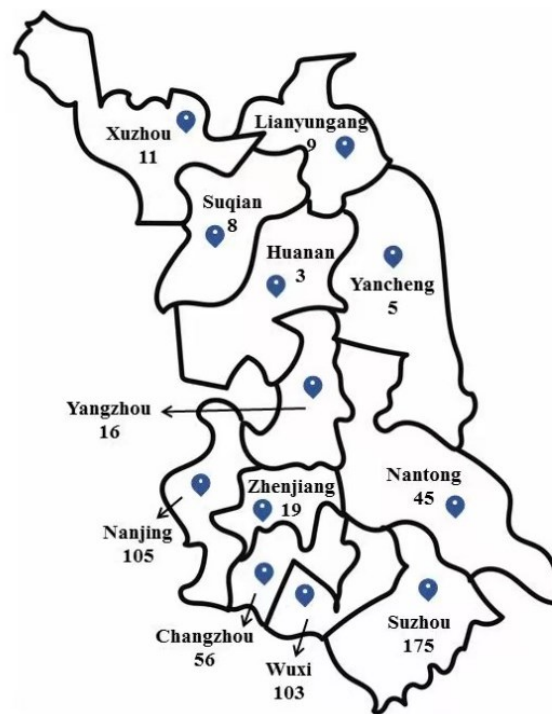 Xuzhou
11
Lianyungang
9
Suqian
8
Huanan
3
Yancheng
5
Yangzhou
16
Nantong
45
Zhenjiang
19
Nanjing
105
Changzhou
56
Wuxi
103
Suzhou
175